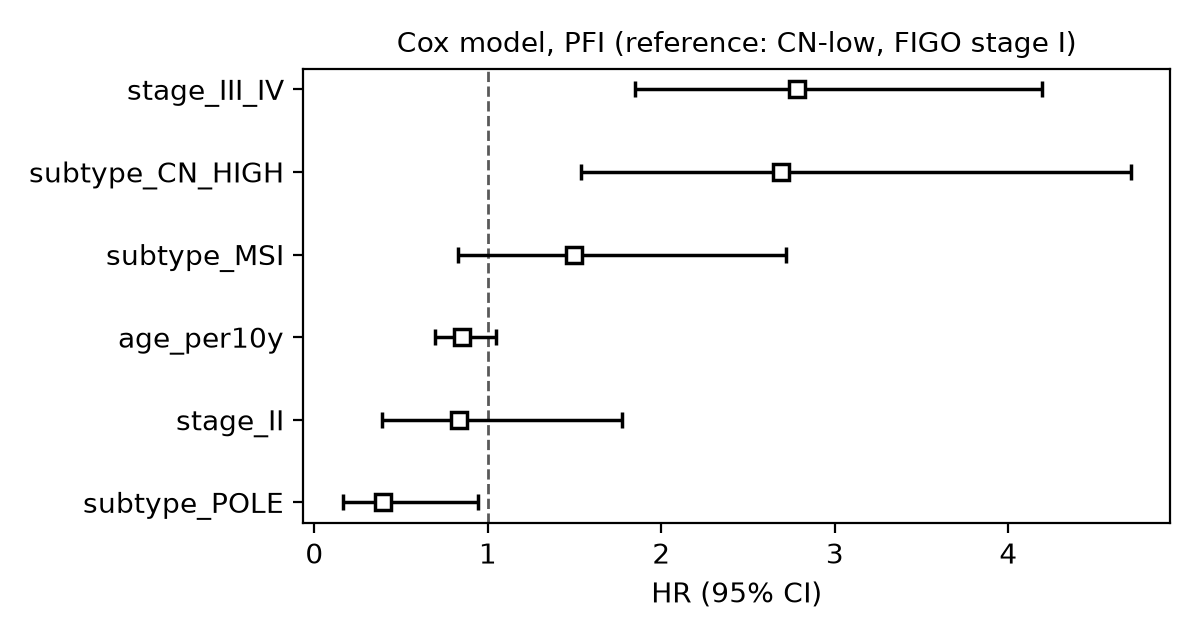 Cox model, PFI (reference: CN-low, FIGO stage I)
stage_III_IV
subtype_CN_HIGH
subtype_MSI
age_per10y
stage_II
subtype_POLE
0 1 2 3 4
HR (95% CI)